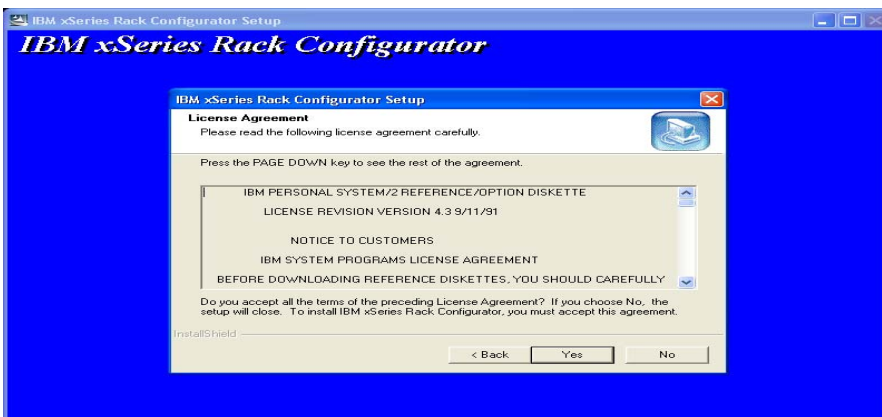 IBM xSeries Rack Configurator Setup
IBM xSeries Rack Configurator
IBM xSeries Rack Configurator Setup
License Agreement
Please read the following license agreement carefully.
Press the PAGE DOWN key to see the rest of the agreement.
IBM PERSONAL SYSTEM/2 REFERENCE/OPTION DISKETTE
LICENSE REVISION VERSION 4.3 9/11/91
NOTICE TO CUSTOMERS
IBM SYSTEM PROGRAMS LICENSE AGREEMENT
BEFORE DOWNLOADING REFERENCE DISKETTES, YOU SHOULD CAREFULLY
Do you accept all the terms of the preceding License Agreement? If you choose No, the
setup will close. To install IBM xSeries Rack Configurator, you must accept this agreement.
InstallShield
< Back Yes No